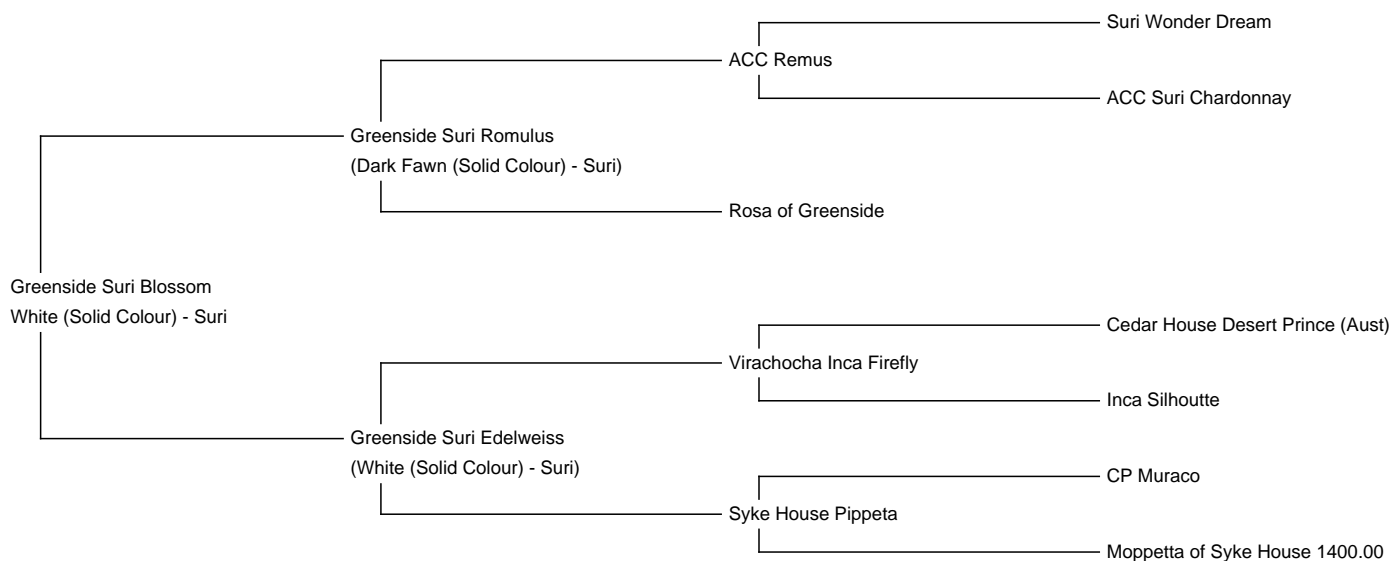 Suri Wonder Dream
ACC Remus
ACC Suri Chardonnay
Greenside Suri Romulus
(Dark Fawn (Solid Colour) - Suri)
Rosa of Greenside
Greenside Suri Blossom
White (Solid Colour) - Suri
Cedar House Desert Prince (Aust)
Virachocha Inca Firefly
Inca Silhoutte
Greenside Suri Edelweiss
(White (Solid Colour) - Suri)
CP Muraco
Syke House Pippeta
Moppetta of Syke House 1400.00